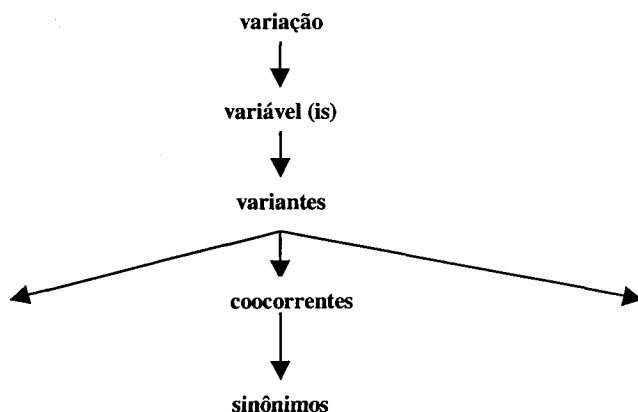 variação
variável (is)
variantes
coocorrentes
sinônimos